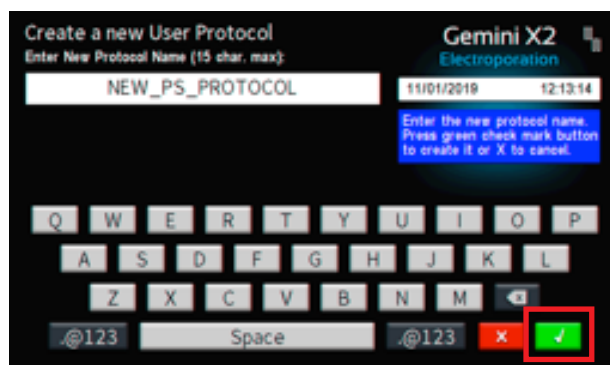 Create a new User Protocol
Enter New Protocol Name (15 char. max):
NEW_PS_PROTOCOL
Gemini X2
Electroporation
11/01/2019 12:13:14
Enter the new protocol name.
Press green check mark button
to create it or X to cancel.
Q W E R T Y U I O P
A S D F G H J K L
Z X C V B N M
.@123 Space .@123